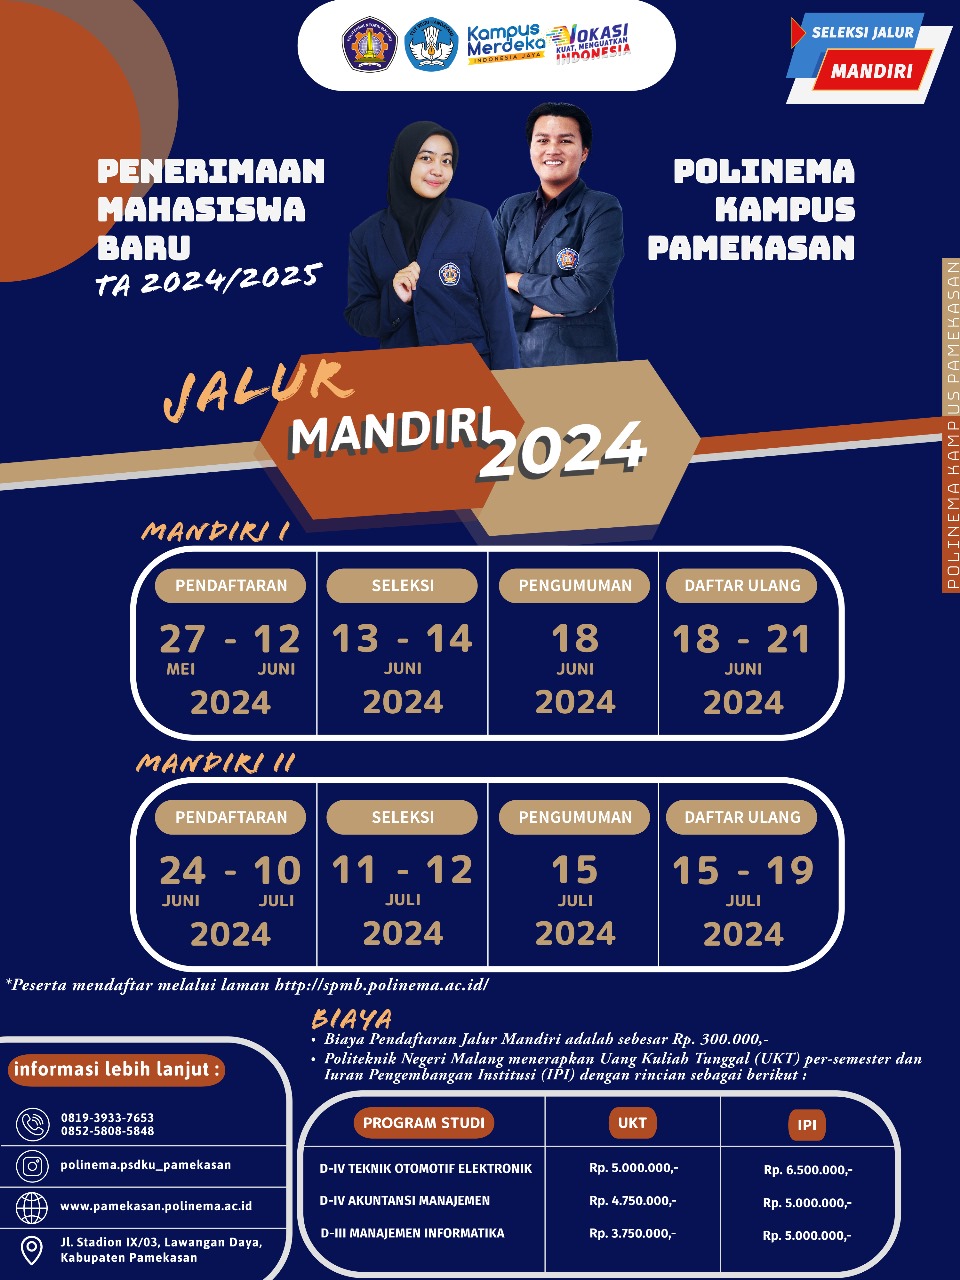 Kampus
Merdeka
INDONESIA JAYA
VOKASI
KUAT, MENGUATKAN
INDONESIA
SELEKSI JALUR
MANDIRI
PENERIMAAN
MAHASISWA
BARU
TA 2024/2025
POLINEMA
KAMPUS
PAMEKASAN
POLINEMA KAMPUS PAMEKASAN
JALUR
MANDIRI
2024
MANDIRI I
PENDAFTARAN SELEKSI PENGUMUMAN DAFTAR ULANG
27 - 12 13 - 14 18 18 - 21
MEI JUNI JUNI JUNI JUNI
2024 2024 2024 2024
MANDIRI II
PENDAFTARAN SELEKSI PENGUMUMAN DAFTAR ULANG
24 - 10 11 - 12 15 15 - 19
JUNI JULI JULI JULI JULI
2024 2024 2024 2024
*Peserta mendaftar melalui laman http://spmb.polinema.ac.id/
BIAYA
• Biaya Pendaftaran Jalur Mandiri adalah sebesar Rp. 300.000,-
• Politeknik Negeri Malang menerapkan Uang Kuliah Tunggal (UKT) per-semester dan
Iuran Pengembangan Institusi (IPI) dengan rincian sebagai berikut :
PROGRAM STUDI UKT IPI
D-IV TEKNIK OTOMOTIF ELEKTRONIK Rp. 5.000.000,- Rp. 6.500.000,-
D-IV AKUNTANSI MANAJEMEN Rp. 4.750.000,- Rp. 5.000.000,-
D-III MANAJEMEN INFORMATIKA Rp. 3.750.000,- Rp. 5.000.000,-
informasi lebih lanjut :
0819-3933-7653
0852-5808-5848
polinema.psdku_pamekasan
www.pamekasan.polinema.ac.id
Jl. Stadion IX/03, Lawangan Daya,
Kabupaten Pamekasan